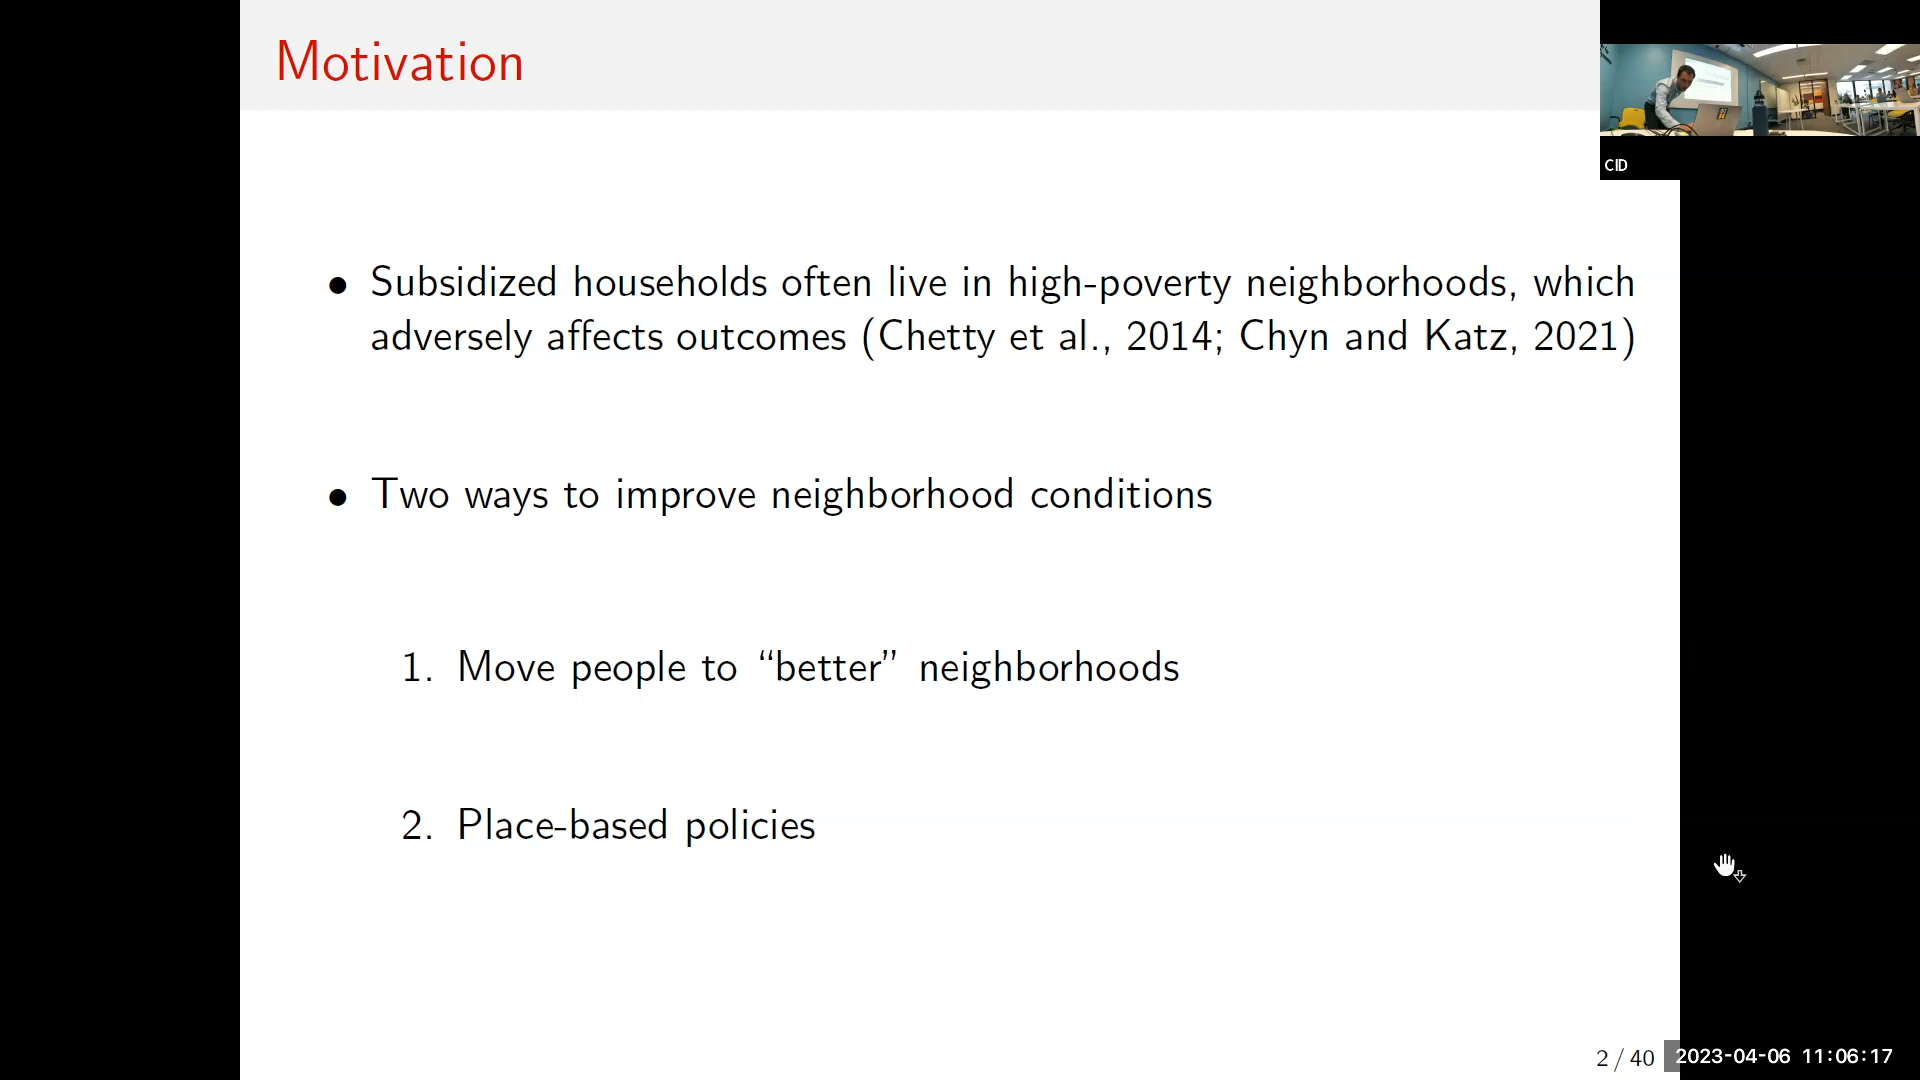 Motivation
CID
• Subsidized households often live in high-poverty neighborhoods, which
adversely affects outcomes (Chetty et al., 2014; Chyn and Katz, 2021)
• Two ways to improve neighborhood conditions
1. Move people to “better” neighborhoods
2. Place-based policies
2 / 40
2023-04-06 11:06:17